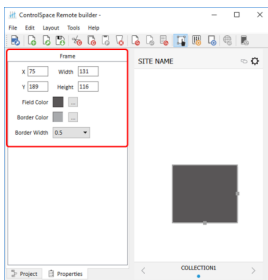 ControlSpace Remote builder -
File Edit Layout Tools Help
Frame
X 75 Width 131
Y 189 Height 116
Field Color ...
Border Color ...
Border Width 0.5
SITE NAME
COLLECTION1
Project Properties